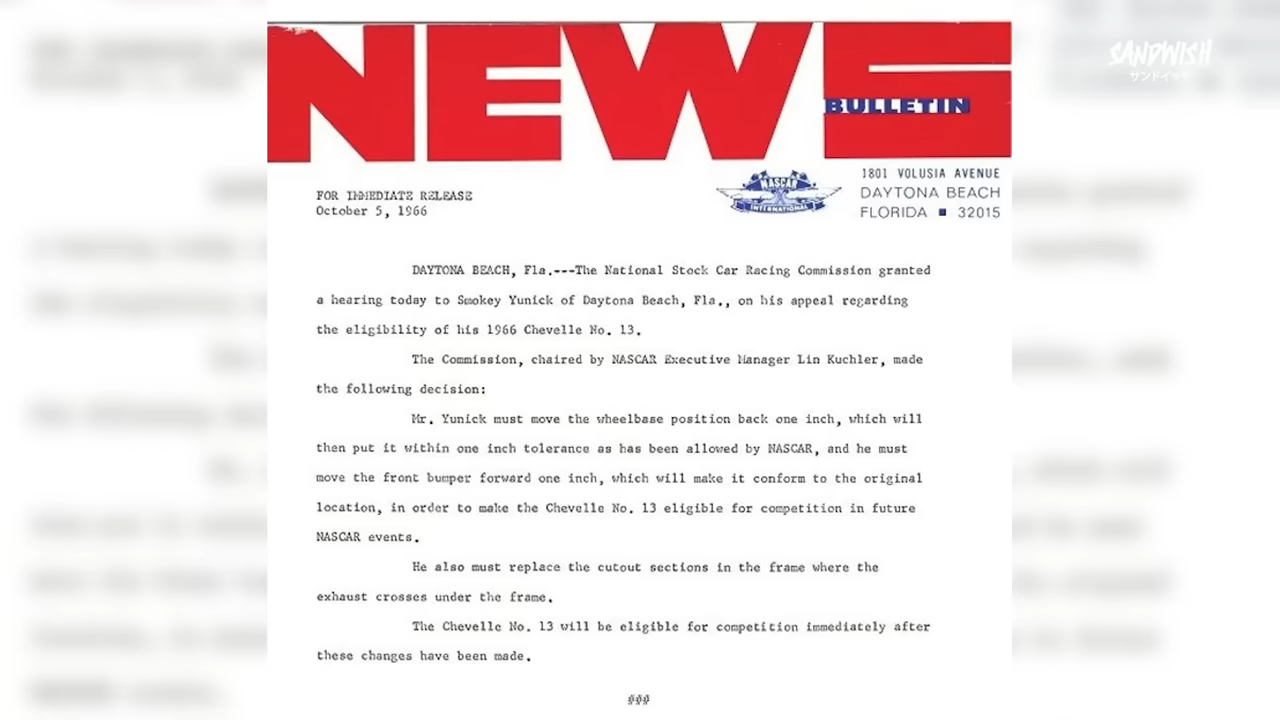 NEWS
BULLETIN
SANDWISH
サンドイッチ
NASCAR
INTERNATIONAL
1801 VOLUSIA AVENUE
DAYTONA BEACH
FLORIDA ■ 32015
FOR IMMEDIATE RELEASE
October 5, 1966
DAYTONA BEACH, Fla.---The National Stock Car Racing Commission granted
a hearing today to Smokey Yunick of Daytona Beach, Fla., on his appeal regarding
the eligibility of his 1966 Chevelle No. 13.
The Commission, chaired by NASCAR Executive Manager Lin Kuchler, made
the following decision:
Mr. Yunick must move the wheelbase position back one inch, which will
then put it within one inch tolerance as has been allowed by NASCAR, and he must
move the front bumper forward one inch, which will make it conform to the original
location, in order to make the Chevelle No. 13 eligible for competition in future
NASCAR events.
He also must replace the cutout sections in the frame where the
exhaust crosses under the frame.
The Chevelle No. 13 will be eligible for competition immediately after
these changes have been made.
###